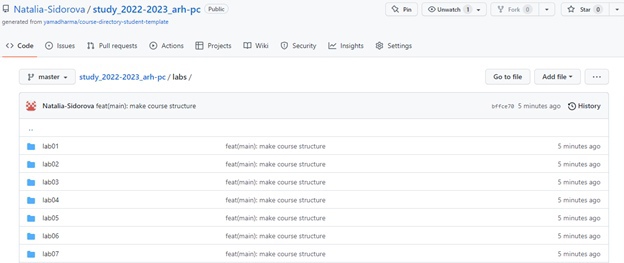 Natalia-Sidorova / study_2022-2023_arh-pc Public Pin Unwatch 1 Fork 0 Star 0
generated from yamadharma/course-directory-student-template
Code Issues Pull requests Actions Projects Wiki Security Insights Settings
master study_2022-2023_arh-pc / labs / Go to file Add file ...
Natalia-Sidorova feat(main): make course structure bffce70 5 minutes ago History
..
lab01 feat(main): make course structure 5 minutes ago
lab02 feat(main): make course structure 5 minutes ago
lab03 feat(main): make course structure 5 minutes ago
lab04 feat(main): make course structure 5 minutes ago
lab05 feat(main): make course structure 5 minutes ago
lab06 feat(main): make course structure 5 minutes ago
lab07 feat(main): make course structure 5 minutes ago